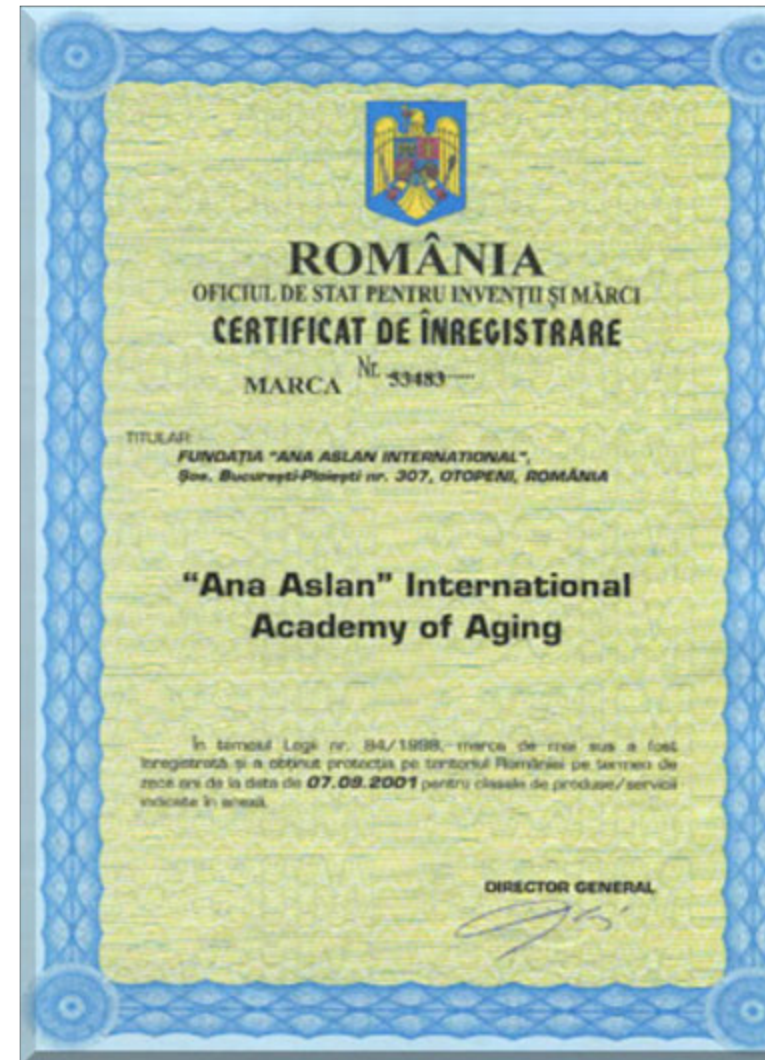 ROMÂNIA
OFICIUL DE STAT PENTRU INVENȚII ȘI MĂRCI
CERTIFICAT DE ÎNREGISTRARE
MARCA Nr. 53483
TITULAR:
FUNDAȚIA "ANA ASLAN INTERNATIONAL",
Șos. București-Ploiești nr. 307, OTOPENI, ROMÂNIA
"Ana Aslan" International
Academy of Aging
În temeiul Legii nr. 84/1998, marca de mai sus a fost
înregistrată și a obținut protecția pe teritoriul României pe termen de
zece ani de la data de 07.09.2001 pentru clasele de produse/servicii
indicate în anexă.
DIRECTOR GENERAL,